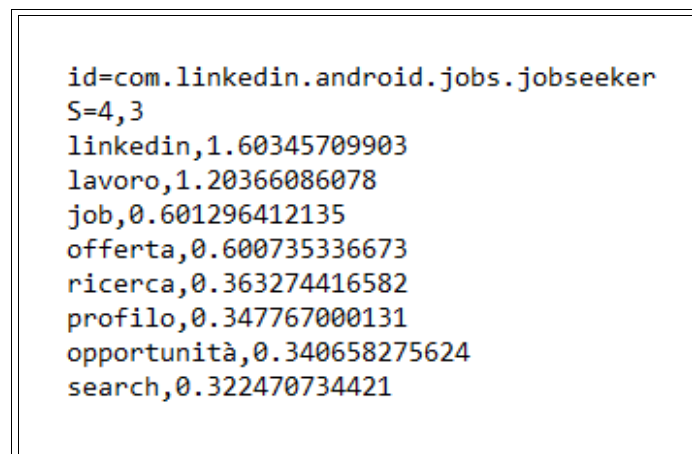 id=com.linkedin.android.jobs.jobseeker
S=4,3
linkedin,1.60345709903
lavoro,1.20366086078
job,0.601296412135
offerta,0.600735336673
ricerca,0.363274416582
profilo,0.347767000131
opportunità,0.340658275624
search,0.322470734421